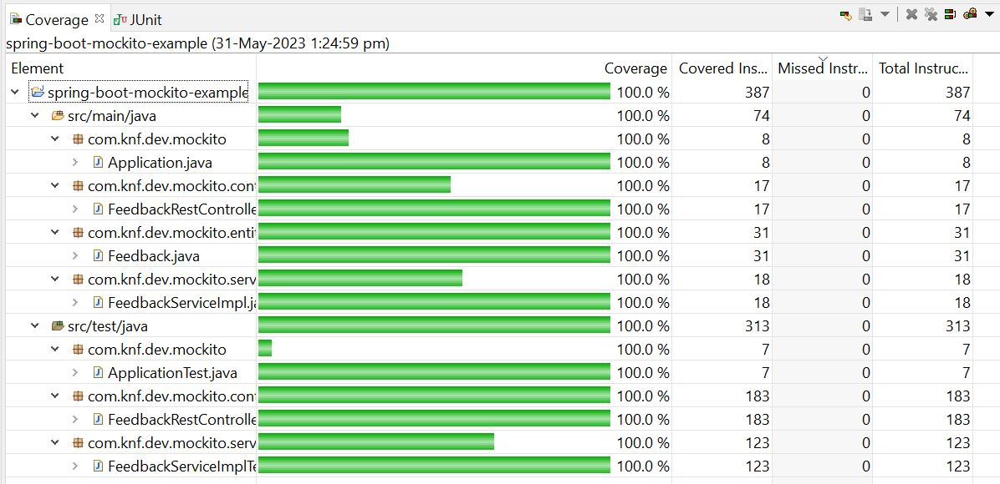 Coverage JUnit
spring-boot-mockito-example (31-May-2023 1:24:59 pm)
Element Coverage Covered Ins... Missed Instr... Total Instruc...
spring-boot-mockito-example 100.0 % 387 0 387
src/main/java 100.0 % 74 0 74
com.knf.dev.mockito 100.0 % 8 0 8
Application.java 100.0 % 8 0 8
com.knf.dev.mockito.con 100.0 % 17 0 17
FeedbackRestControlle 100.0 % 17 0 17
com.knf.dev.mockito.enti 100.0 % 31 0 31
Feedback.java 100.0 % 31 0 31
com.knf.dev.mockito.serv 100.0 % 18 0 18
FeedbackServiceImpl.ja 100.0 % 18 0 18
src/test/java 100.0 % 313 0 313
com.knf.dev.mockito 100.0 % 7 0 7
ApplicationTest.java 100.0 % 7 0 7
com.knf.dev.mockito.con 100.0 % 183 0 183
FeedbackRestControlle 100.0 % 183 0 183
com.knf.dev.mockito.serv 100.0 % 123 0 123
FeedbackServiceImplTe 100.0 % 123 0 123